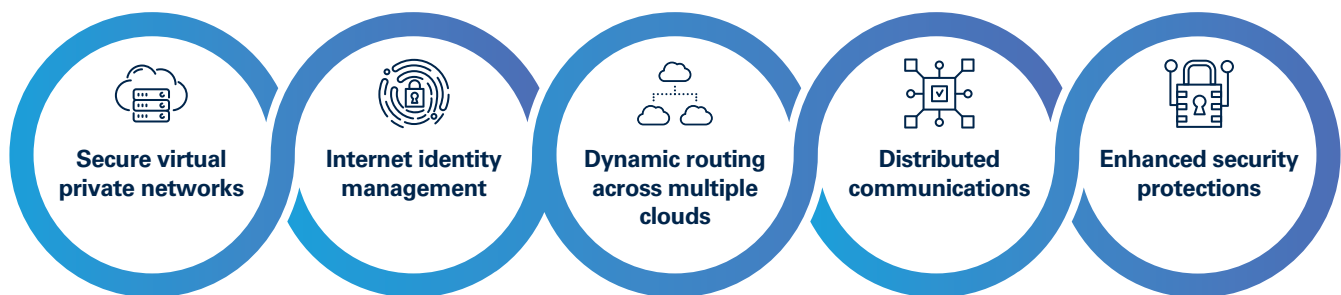 Secure virtual
private networks
Internet identity
management
Dynamic routing
across multiple
clouds
Distributed
communications
Enhanced security
protections